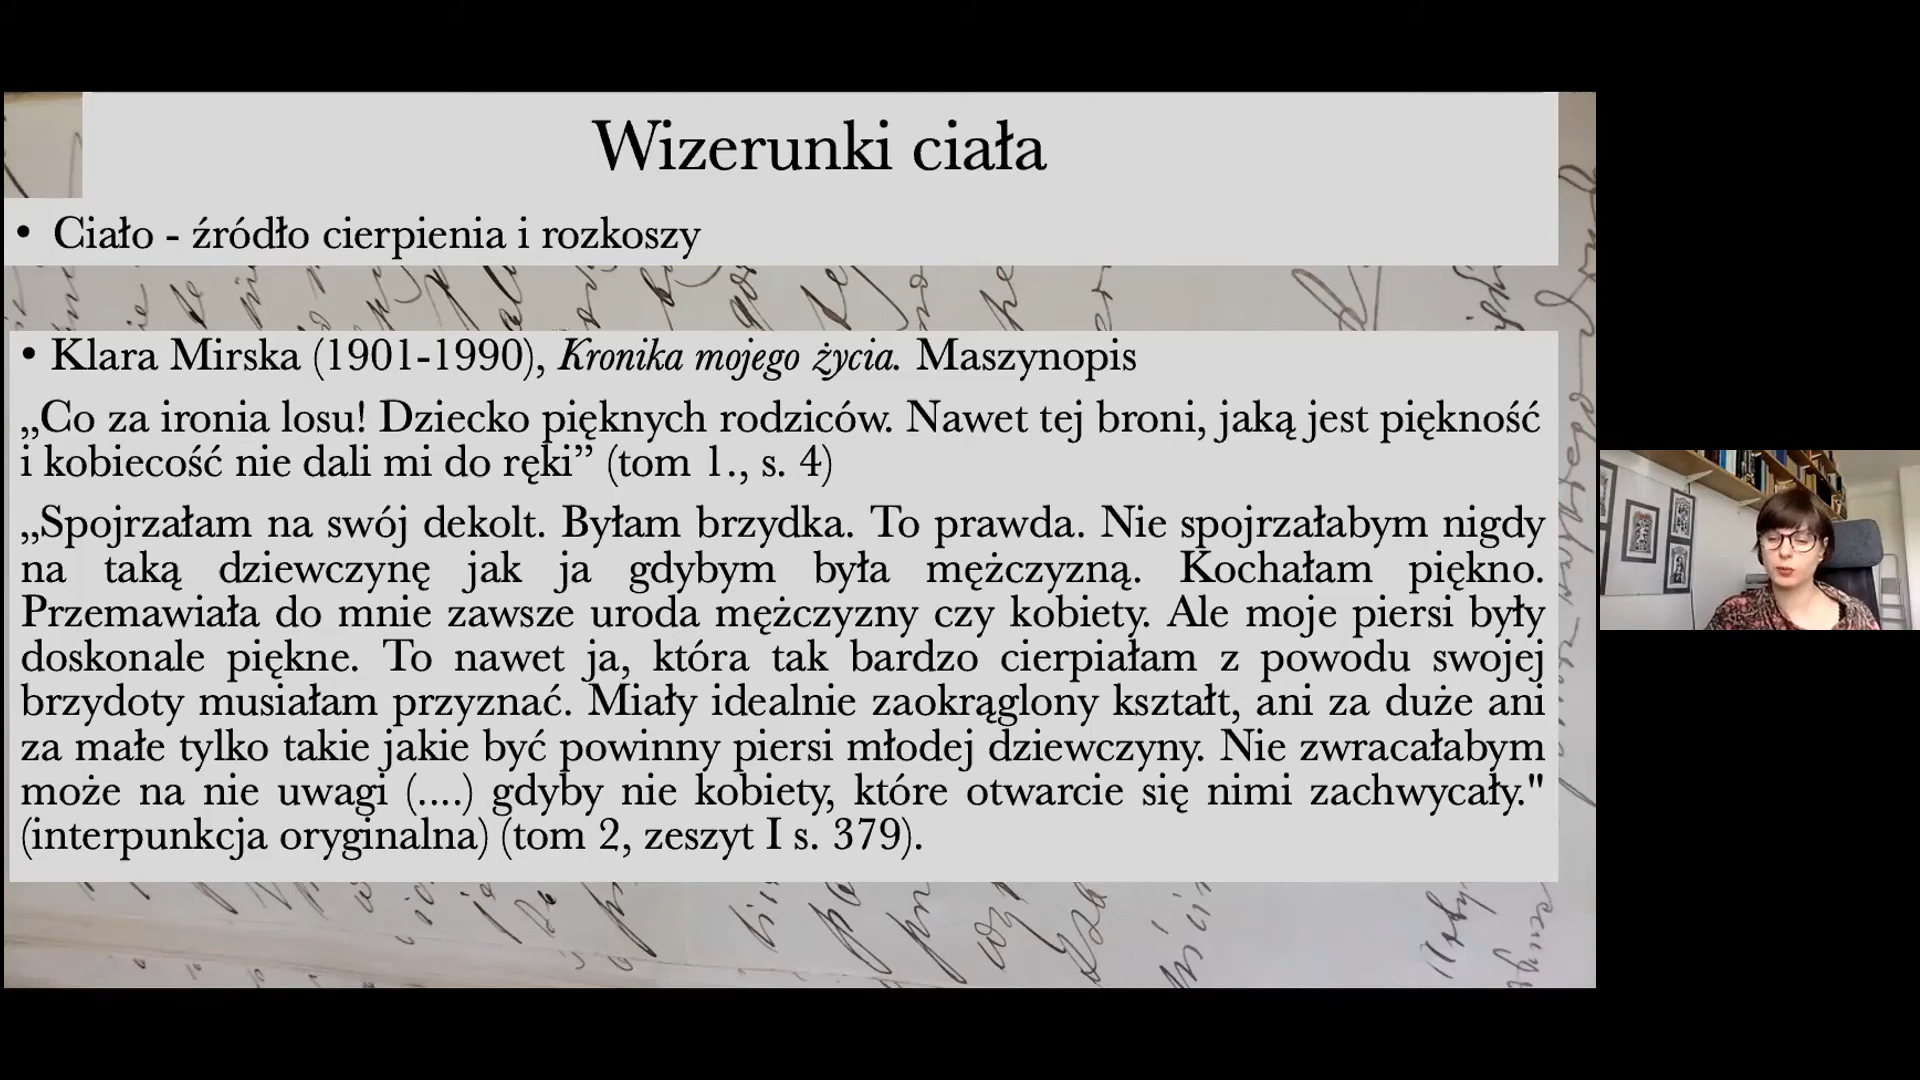 Wizerunki ciała
• Ciało - źródło cierpienia i rozkoszy
• Klara Mirska (1901-1990), Kronika mojego życia. Maszynopis
„Co za ironia losu! Dziecko pięknych rodziców. Nawet tej broni, jaką jest piękność
i kobiecość nie dali mi do ręki” (tom 1., s. 4)
„Spojrzałam na swój dekolt. Byłam brzydka. To prawda. Nie spojrzałabym nigdy
na taką dziewczynę jak ja gdybym była mężczyzną. Kochałam piękno.
Przemawiała do mnie zawsze uroda mężczyzny czy kobiety. Ale moje piersi były
doskonale piękne. To nawet ja, która tak bardzo cierpiałam z powodu swojej
brzydoty musiałam przyznać. Miały idealnie zaokrąglony kształt, ani za duże ani
za małe tylko takie jakie być powinny piersi młodej dziewczyny. Nie zwracałabym
może na nie uwagi (....) gdyby nie kobiety, które otwarcie się nimi zachwycały."
(interpunkcja oryginalna) (tom 2, zeszyt I s. 379).